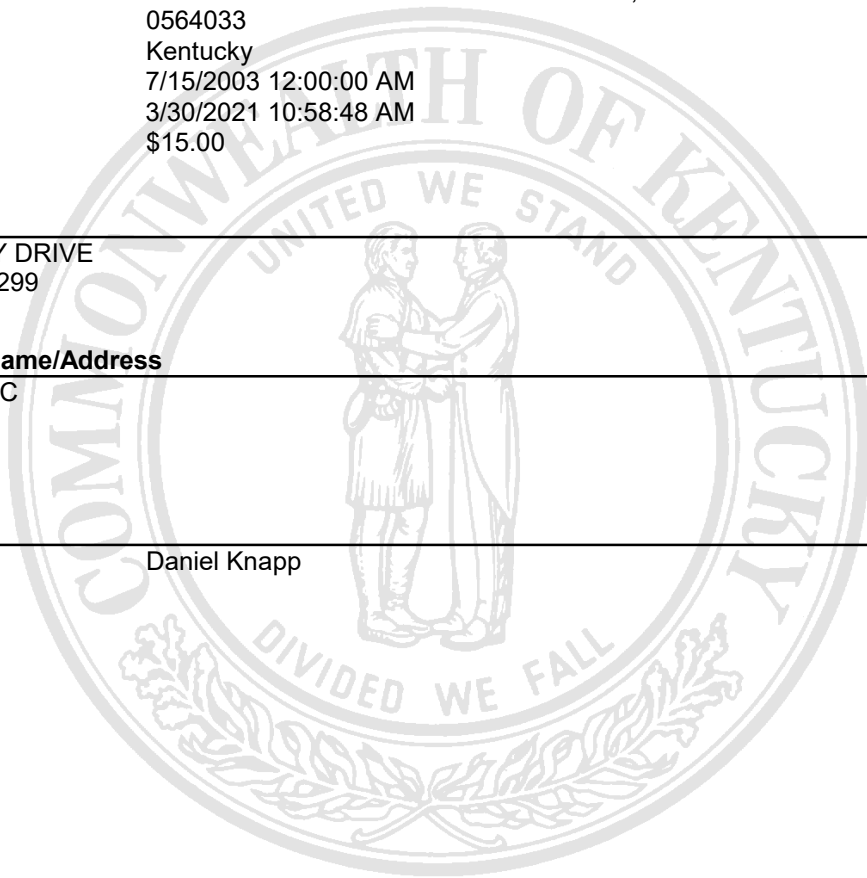 0564033
Kentucky
7/15/2003 12:00:00 AM
3/30/2021 10:58:48 AM
$15.00
Y DRIVE
299
ame/Address
C
Daniel Knapp
COMMONWEALTH OF KENTUCKY
UNITED WE STAND
DIVIDED WE FALL